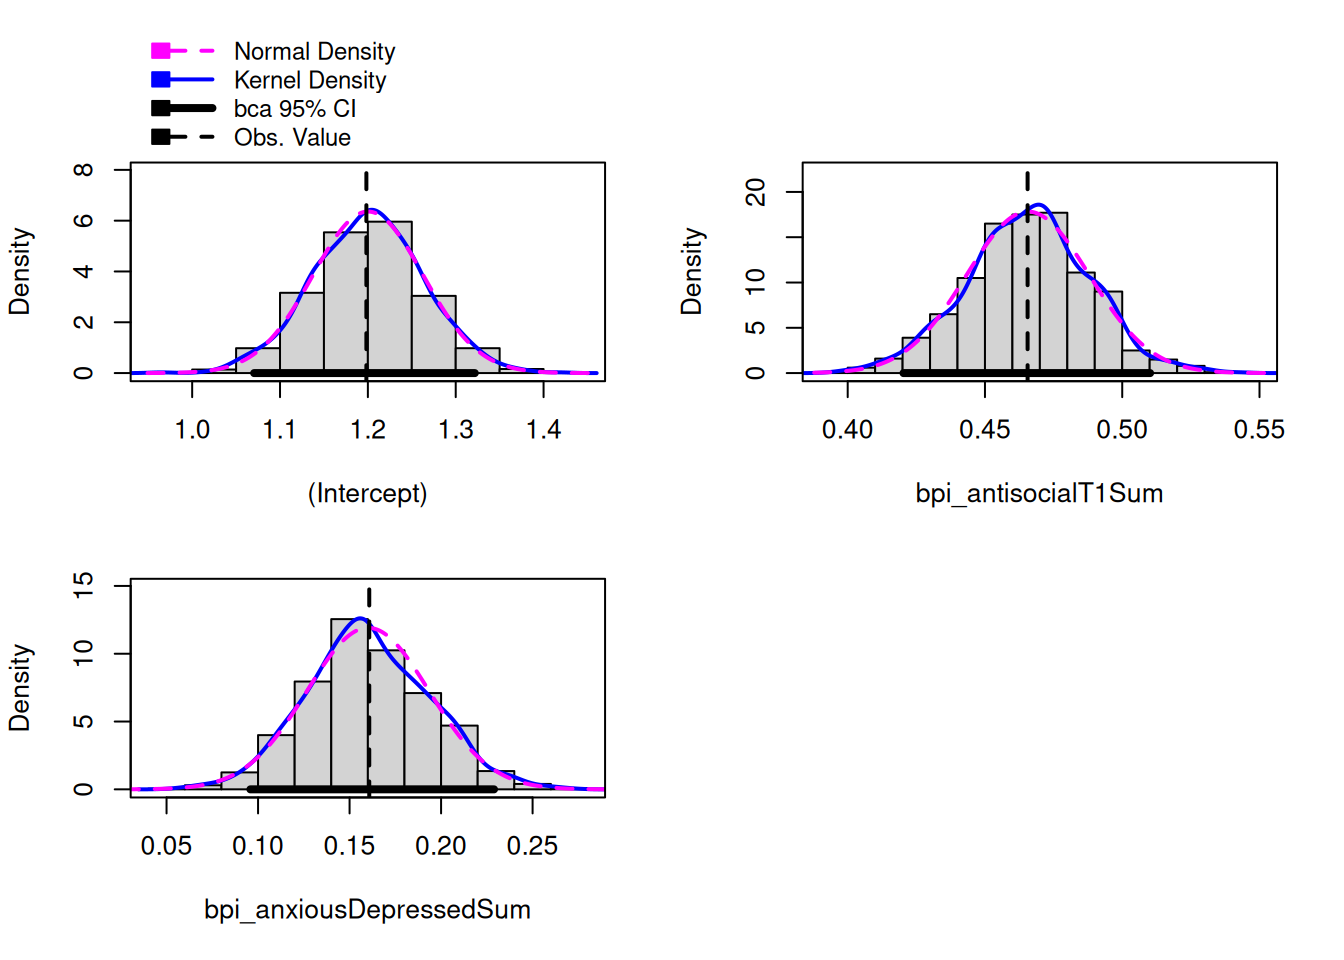 Normal Density
Kernel Density
bca 95% CI
Obs. Value
Density
0 2 4 6 8
1.0 1.1 1.2 1.3 1.4
(Intercept)
Density
0 5 10 20
0.40 0.45 0.50 0.55
bpi_antisocialT1Sum
Density
0 5 10 15
0.05 0.10 0.15 0.20 0.25
bpi_anxiousDepressedSum